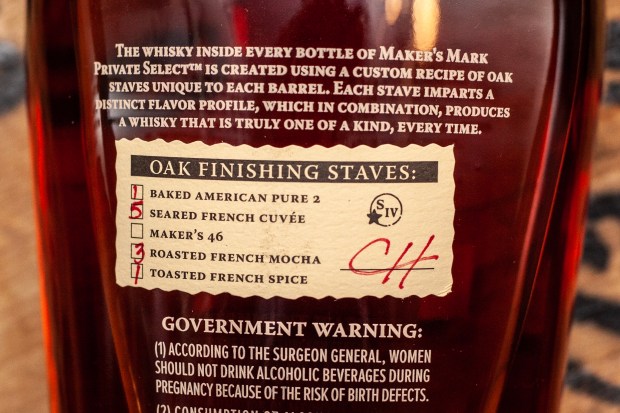 THE WHISKY INSIDE EVERY BOTTLE OF MAKER'S MARK
PRIVATE SELECT™ IS CREATED USING A CUSTOM RECIPE OF OAK
STAVES UNIQUE TO EACH BARREL. EACH STAVE IMPARTS A
DISTINCT FLAVOR PROFILE, WHICH IN COMBINATION, PRODUCES
A WHISKY THAT IS TRULY ONE OF A KIND, EVERY TIME.
OAK FINISHING STAVES:
1 BAKED AMERICAN PURE 2
5 SEARED FRENCH CUVÉE
MAKER'S 46
3 ROASTED FRENCH MOCHA
1 TOASTED FRENCH SPICE
S IV
CH
GOVERNMENT WARNING:
(1) ACCORDING TO THE SURGEON GENERAL, WOMEN
SHOULD NOT DRINK ALCOHOLIC BEVERAGES DURING
PREGNANCY BECAUSE OF THE RISK OF BIRTH DEFECTS.
(2) CONSUMPTION OF